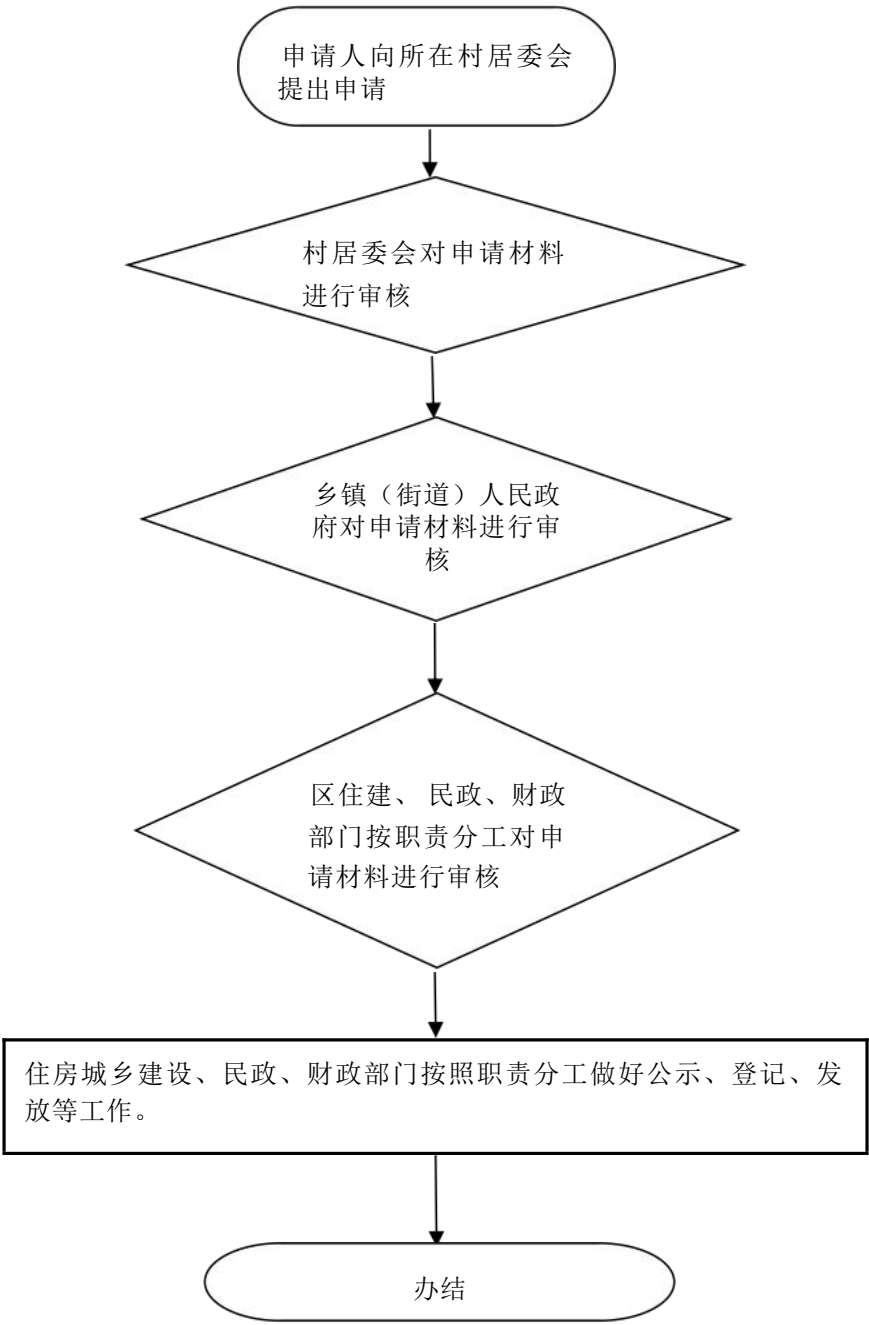 申请人向所在村居委会
提出申请
村居委会对申请材料
进行审核
乡镇（街道）人民政
府对申请材料进行审
核
区住建、 民政、财政
部门按职责分工对申
请材料进行审核
住房城乡建设、民政、财政部门按照职责分工做好公示、登记、发
放等工作。
办结